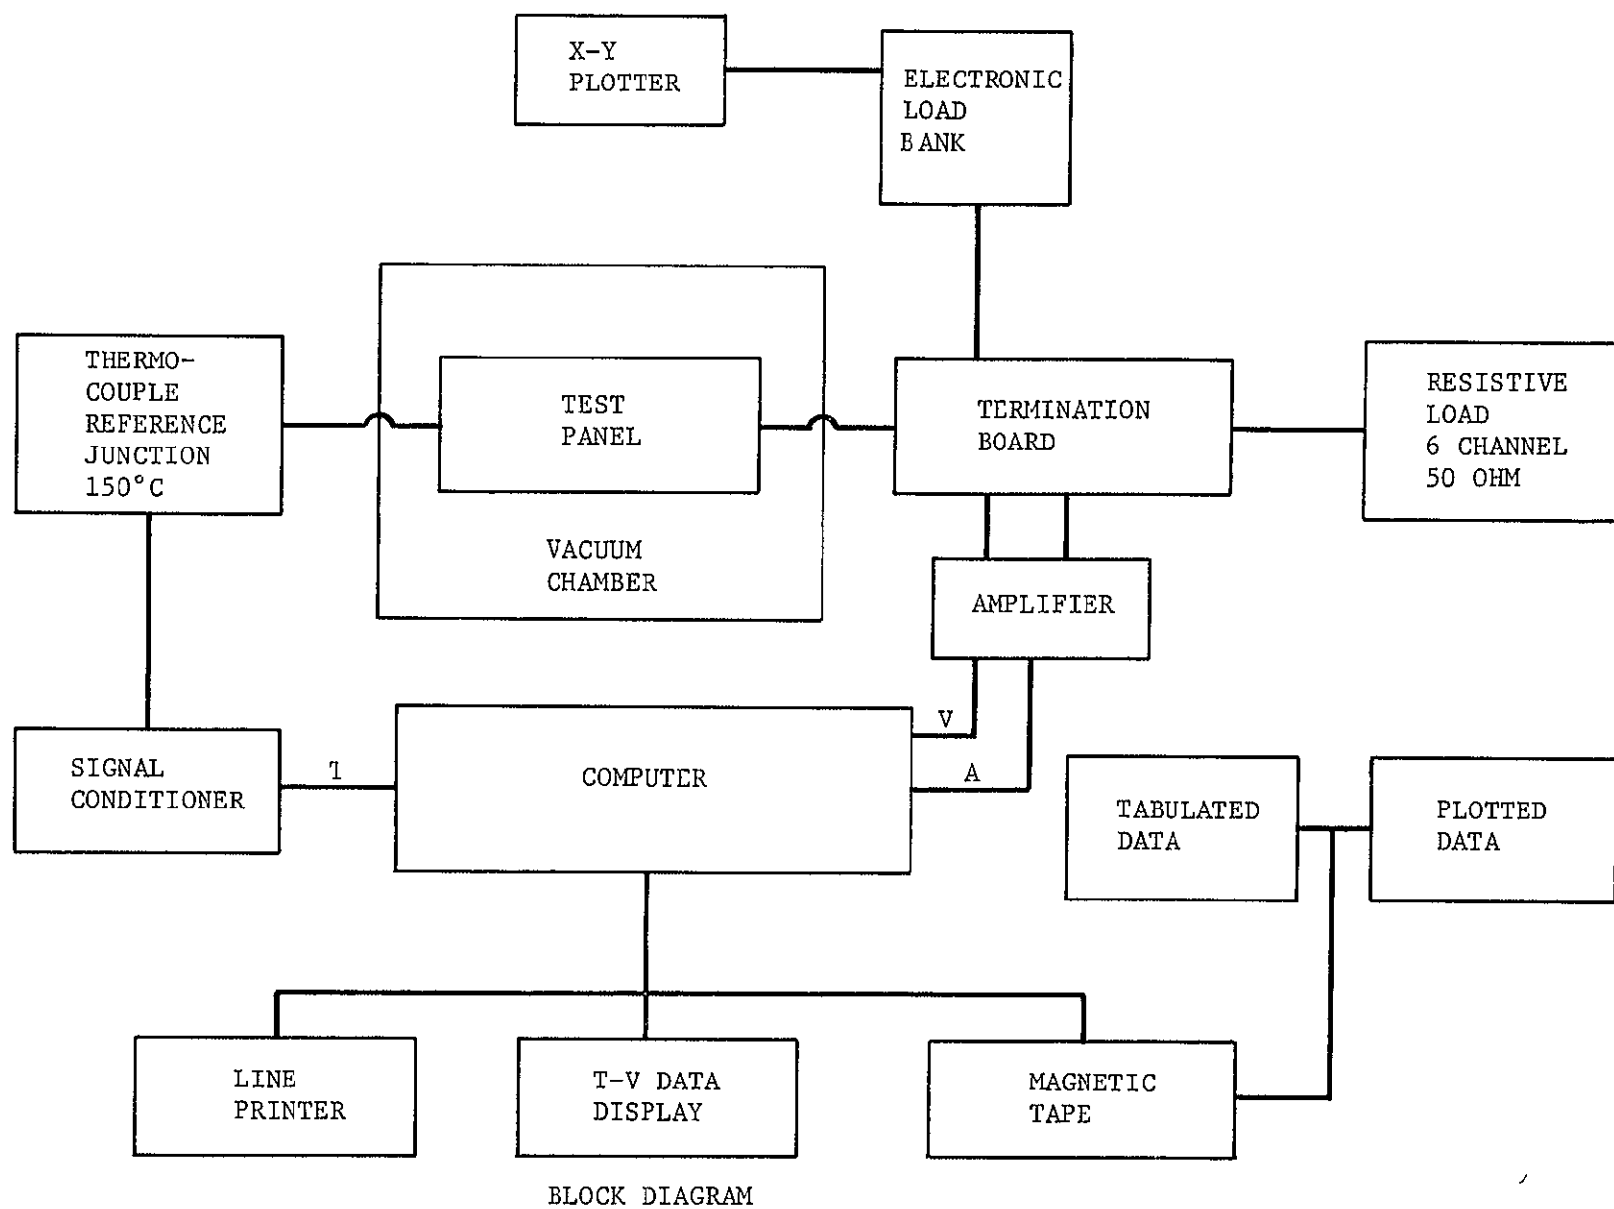 X-Y
PLOTTER
ELECTRONIC
LOAD
BANK
THERMO-
COUPLE
REFERENCE
JUNCTION
150°C
TEST
PANEL
VACUUM
CHAMBER
TERMINATION
BOARD
RESISTIVE
LOAD
6 CHANNEL
50 OHM
AMPLIFIER
V
A
T
SIGNAL
CONDITIONER
COMPUTER
TABULATED
DATA
PLOTTED
DATA
LINE
PRINTER
T-V DATA
DISPLAY
MAGNETIC
TAPE
BLOCK DIAGRAM